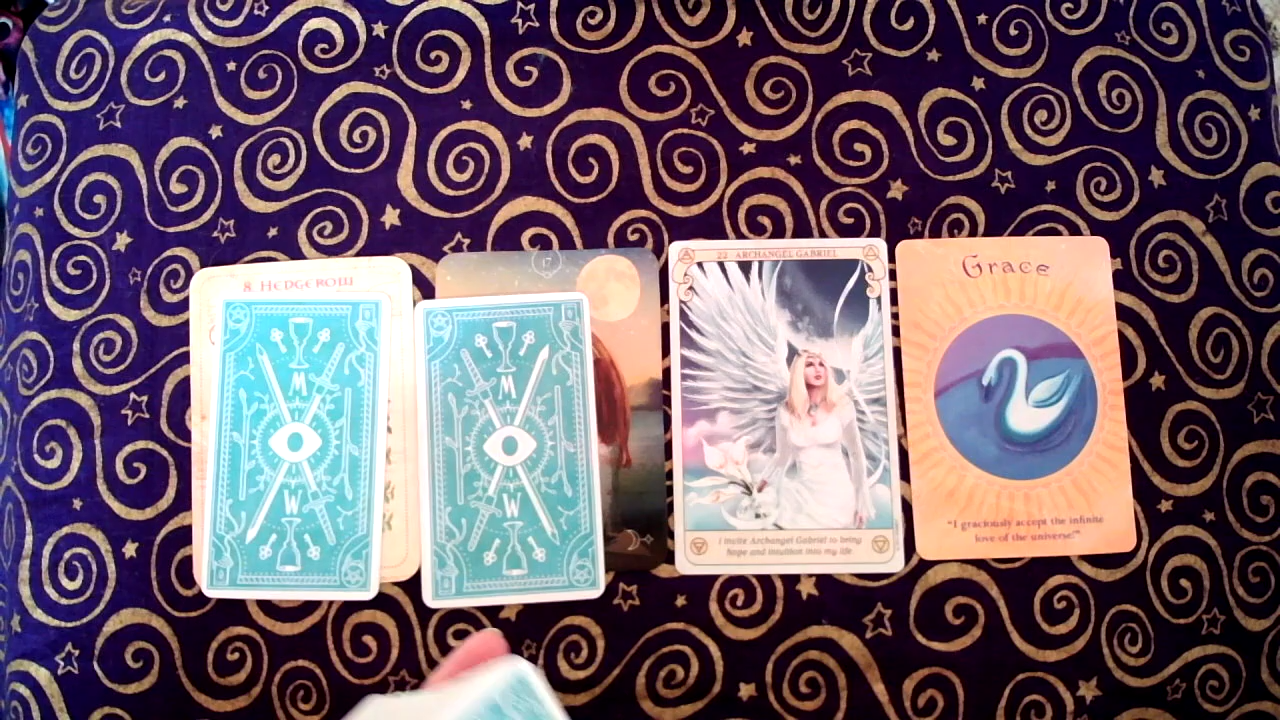 8. HEDGEROW
M
W
M
W
17
22 ARCHANGEL GABRIEL
I invite Archangel Gabriel to bring
hope and intuition into my life
Grace
"I graciously accept the infinite
love of the universe!"